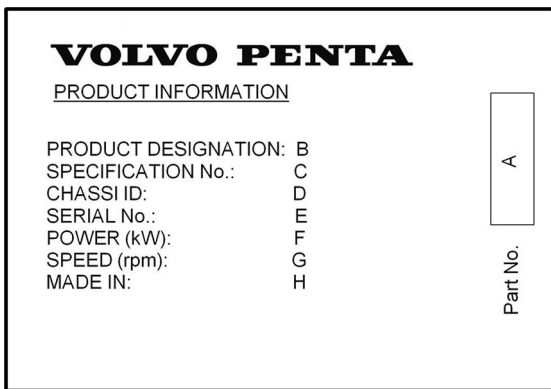 VOLVO PENTA
PRODUCT INFORMATION
PRODUCT DESIGNATION: B
SPECIFICATION No.: C
CHASSI ID: D
SERIAL No.: E
POWER (kW): F
SPEED (rpm): G
MADE IN: H
Part No. A